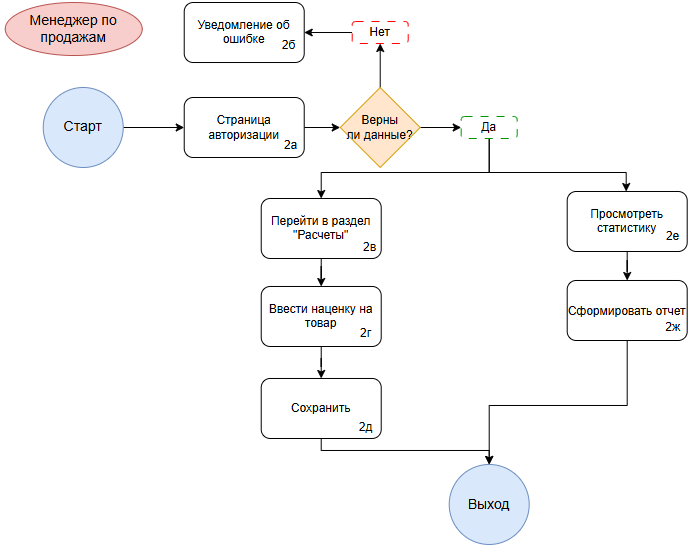 Менеджер по
продажам
Уведомление об
ошибке
2б
Нет
Старт
Страница
авторизации
2а
Верны
ли данные?
Да
Перейти в раздел
"Расчеты"
2в
Просмотреть
статистику
2е
Ввести наценку на
товар
2г
Сформировать отчет
2ж
Сохранить
2д
Выход